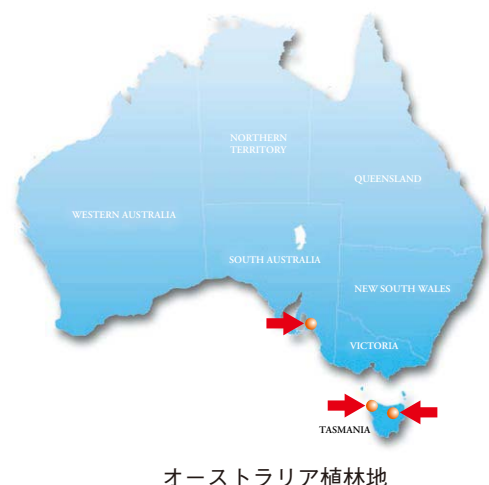 NORTHERN
TERRITORY
QUEENSLAND
WESTERN AUSTRALIA
SOUTH AUSTRALIA
NEW SOUTH WALES
VICTORIA
TASMANIA
オーストラリア植林地